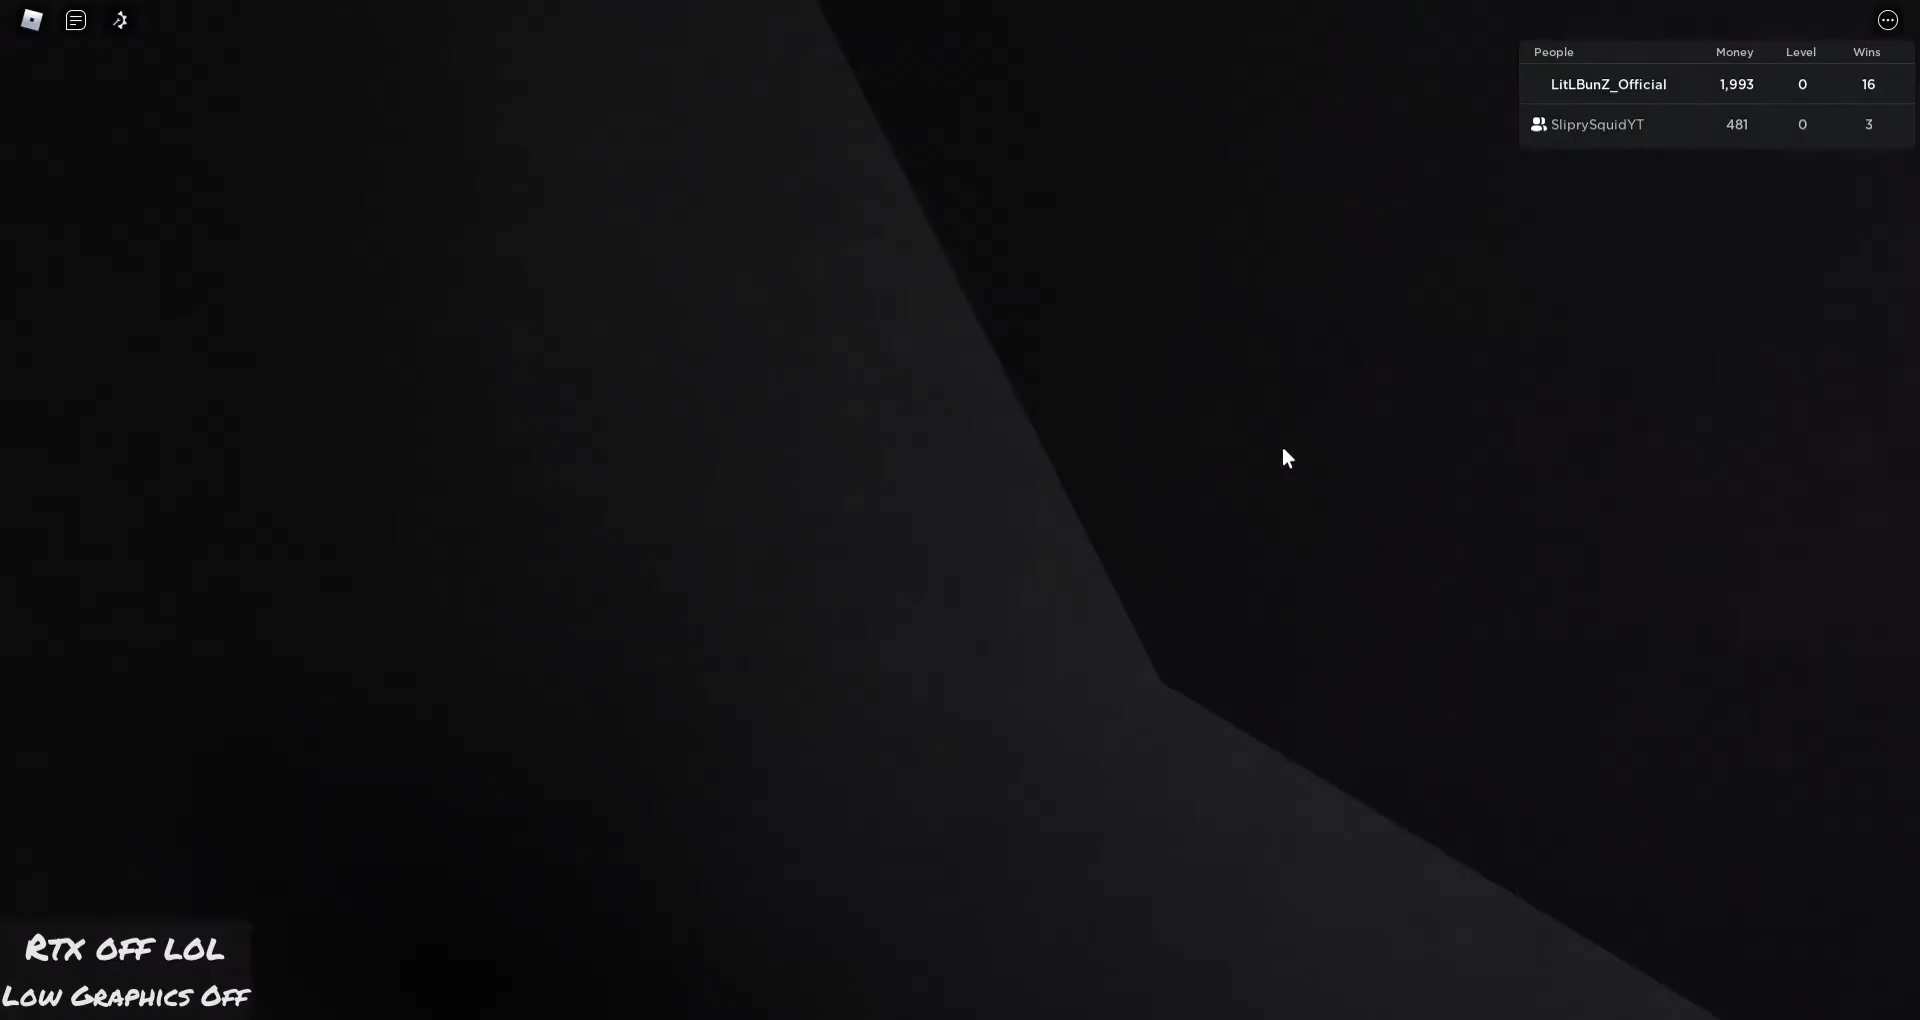 People Money Level Wins
LitLBunZ_Official 1,993 0 16
SliprySquidYT 481 0 3
Rtx off lol
Low Graphics Off